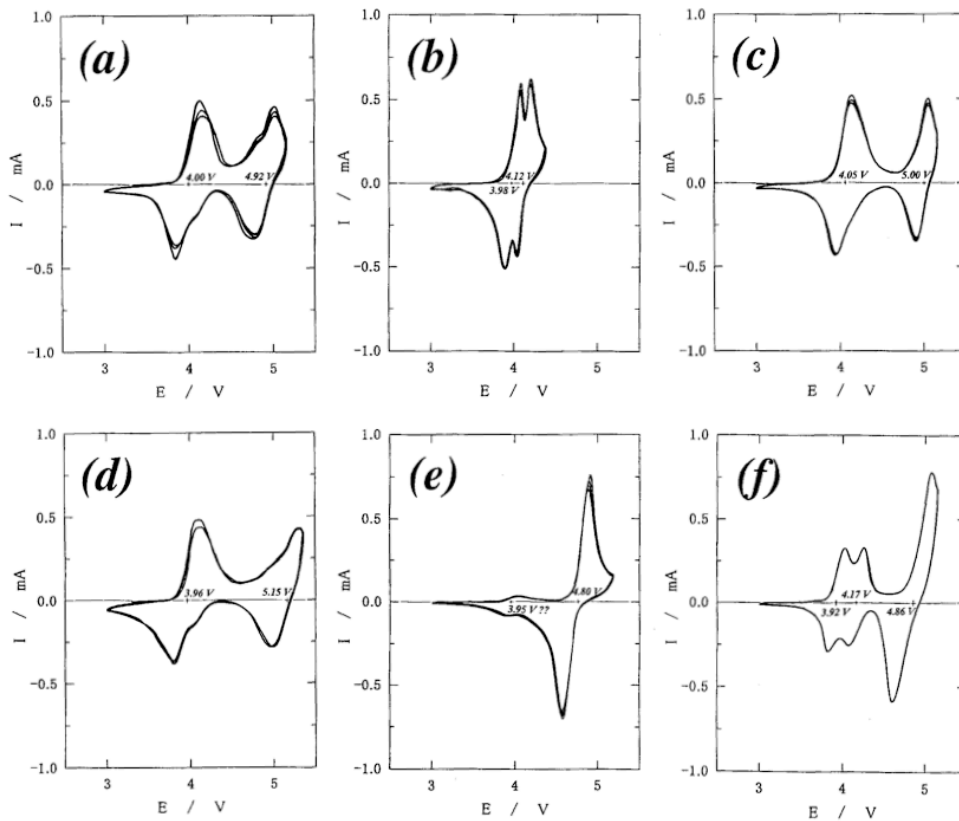 (a)
(b)
(c)
1.0
0.5
0.0
-0.5
-1.0
I / mA
4.00 V 4.92 V
3 4 5
E / V
1.0
0.5
0.0
-0.5
-1.0
I / mA
4.12 V
3.98 V
3 4 5
E / V
1.0
0.5
0.0
-0.5
-1.0
I / mA
4.05 V 5.00 V
3 4 5
E / V
(d)
(e)
(f)
1.0
0.5
0.0
-0.5
-1.0
I / mA
3.96 V 5.15 V
3 4 5
E / V
1.0
0.5
0.0
-0.5
-1.0
I / mA
4.80 V
3.95 V ??
3 4 5
E / V
1.0
0.5
0.0
-0.5
-1.0
I / mA
4.17 V
3.92 V 4.86 V
3 4 5
E / V